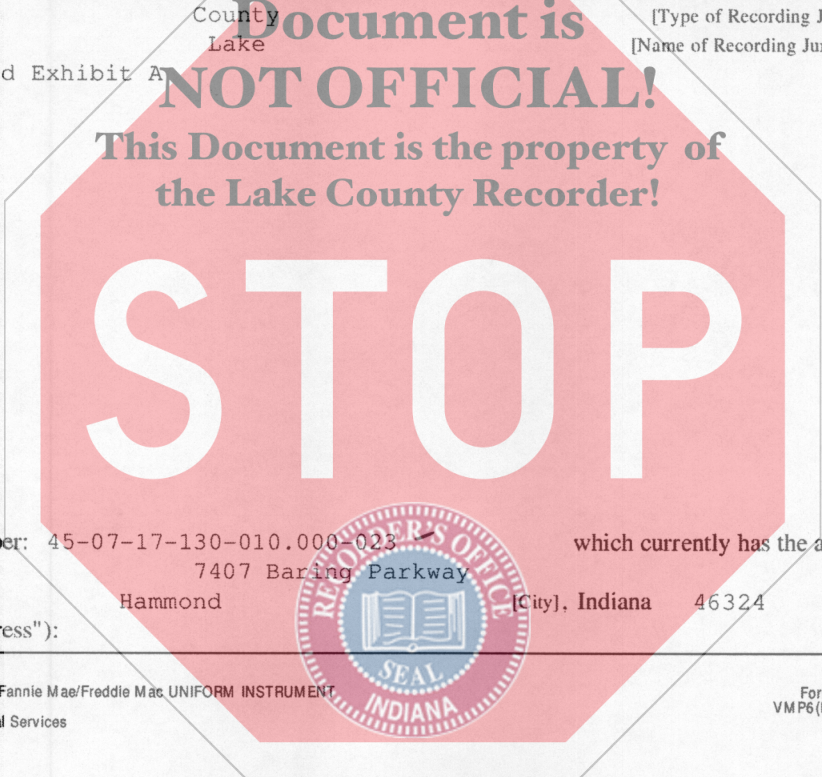 Document is
County
[Type of Recording J
Lake
[Name of Recording Jur
d Exhibit A
NOT OFFICIAL!
This Document is the property of
the Lake County Recorder!
STOP
er: 45-07-17-130-010.000-023
which currently has the a
7407 Baring Parkway
Hammond
[City], Indiana 46324
ess"):
RECORDER'S OFFICE
SEAL
INDIANA
Fannie Mae/Freddie Mac UNIFORM INSTRUMENT
For
VMP6(
l Services